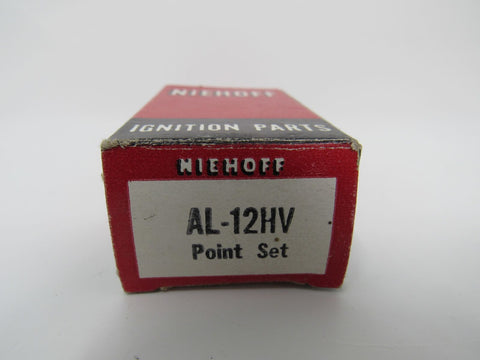 NIEHOFF
IGNITION PARTS
NIEHOFF
AL-12HV
Point Set